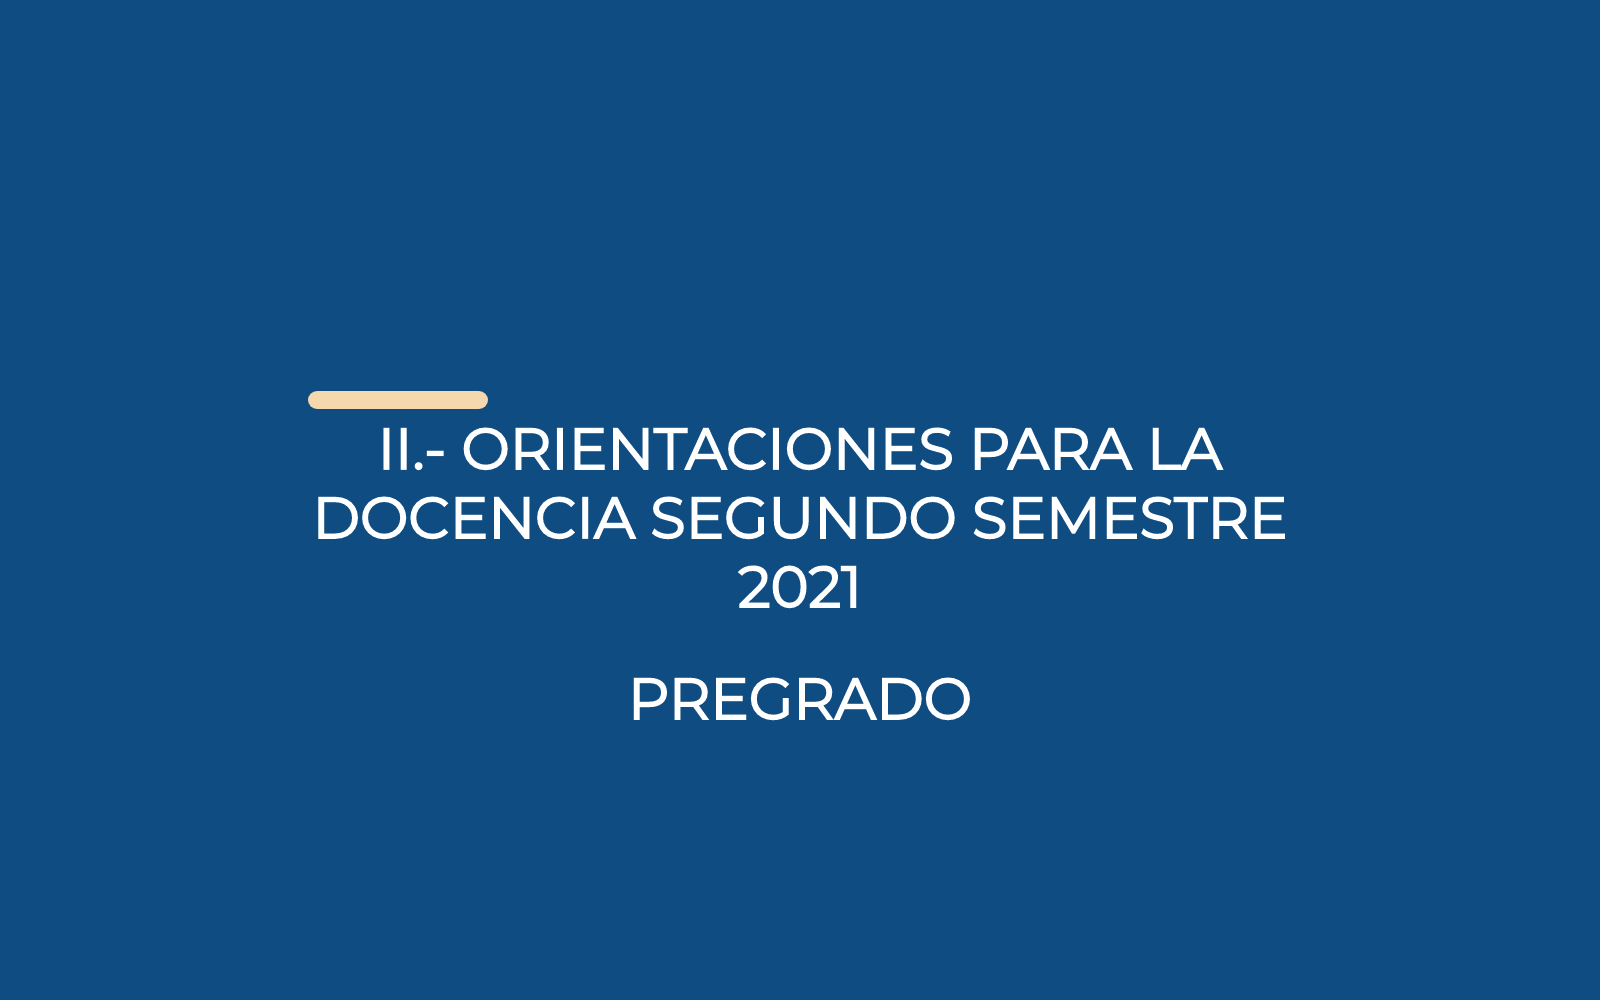 II.- ORIENTACIONES PARA LA
DOCENCIA SEGUNDO SEMESTRE
2021
PREGRADO